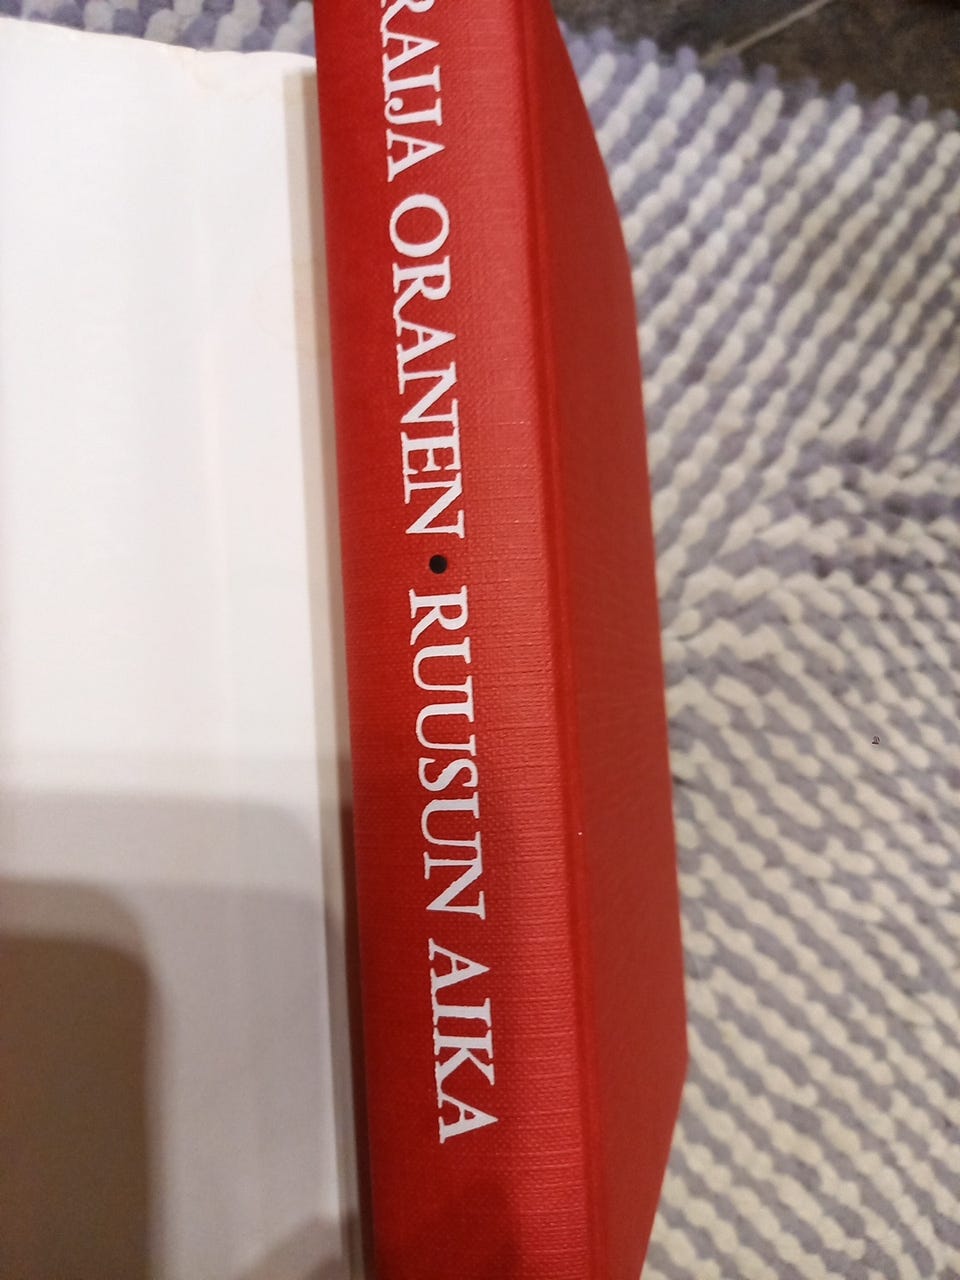 RAIJA ORANEN • RUUSUN AIKA